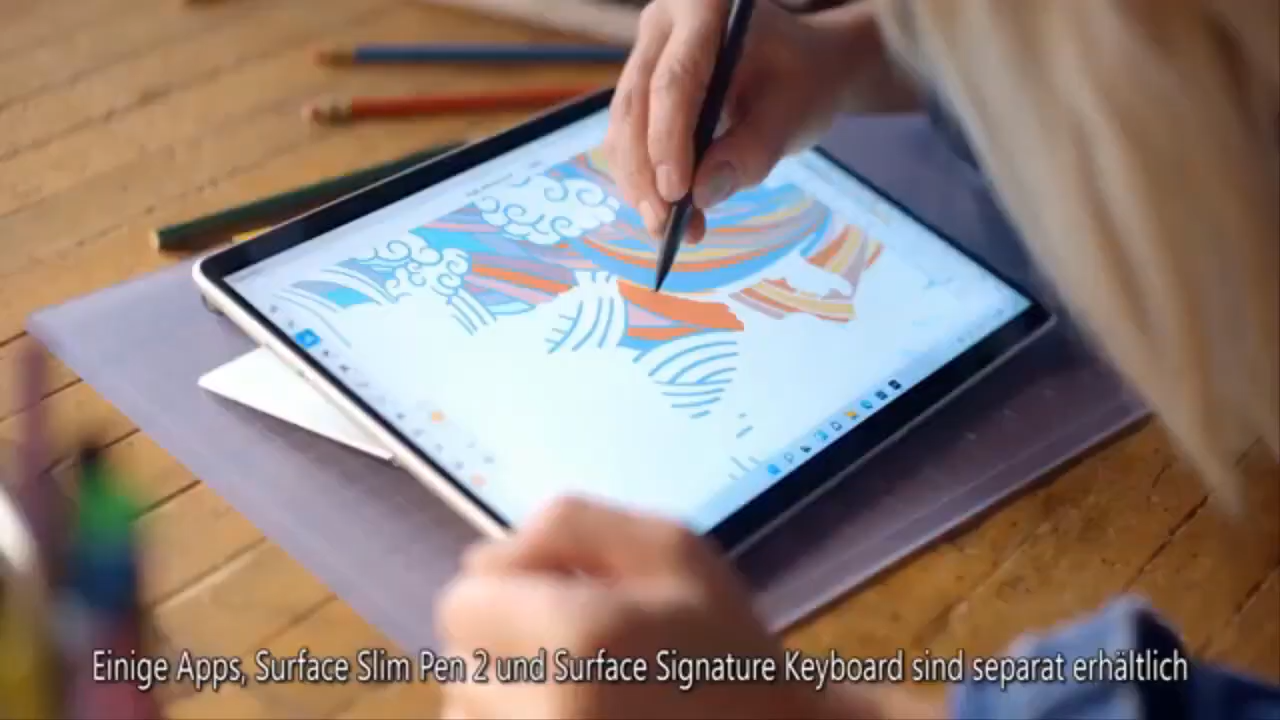 Einige Apps, Surface Slim Pen 2 und Surface Signature Keyboard sind separat erhältlich